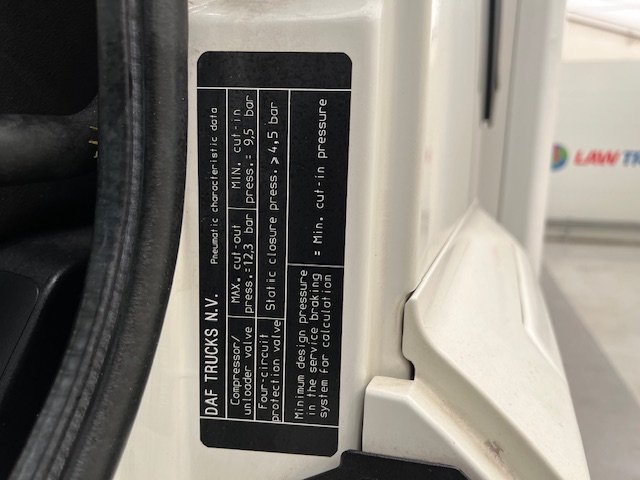 DAF TRUCKS N.V. Pneumatic characteristic data
Compressor/
unloader valve
MAX. cut-out
press.=12,3 bar
MIN. cut-in
press.= 9,5 bar
Four-circuit
protection valve
Static closure press. ⩾ 4,5 bar
Minimum design pressure
in the service braking
system for calculation
= Min. cut-in pressure
LAW